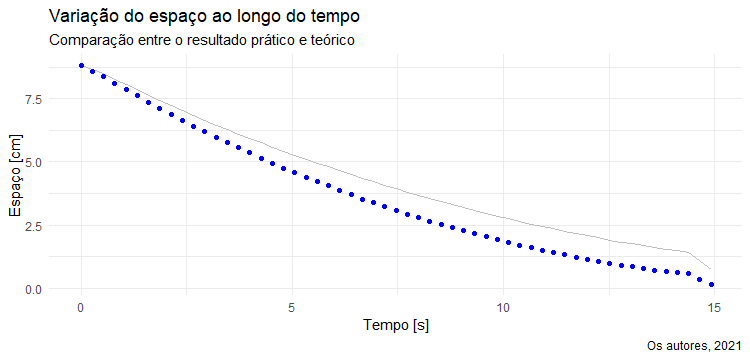 Variação do espaço ao longo do tempo
Comparação entre o resultado prático e teórico
7.5
5.0
2.5
0.0
Espaço [cm]
0 5 10 15
Tempo [s]
Os autores, 2021